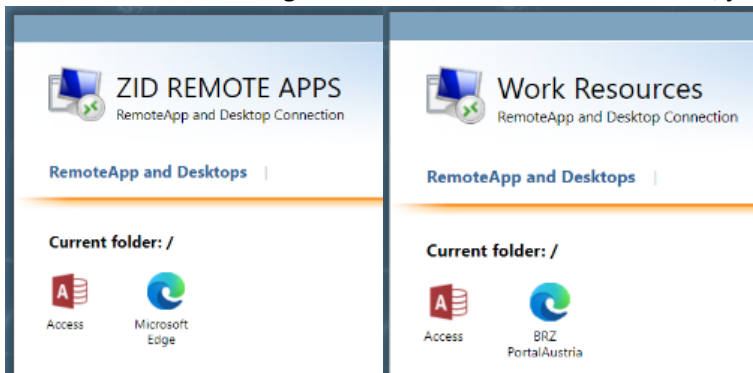 ZID REMOTE APPS
RemoteApp and Desktop Connection
RemoteApp and Desktops |
Current folder: /
Access
Microsoft
Edge
Work Resources
RemoteApp and Desktop Connection
RemoteApp and Desktops |
Current folder: /
Access
BRZ
PortalAustria